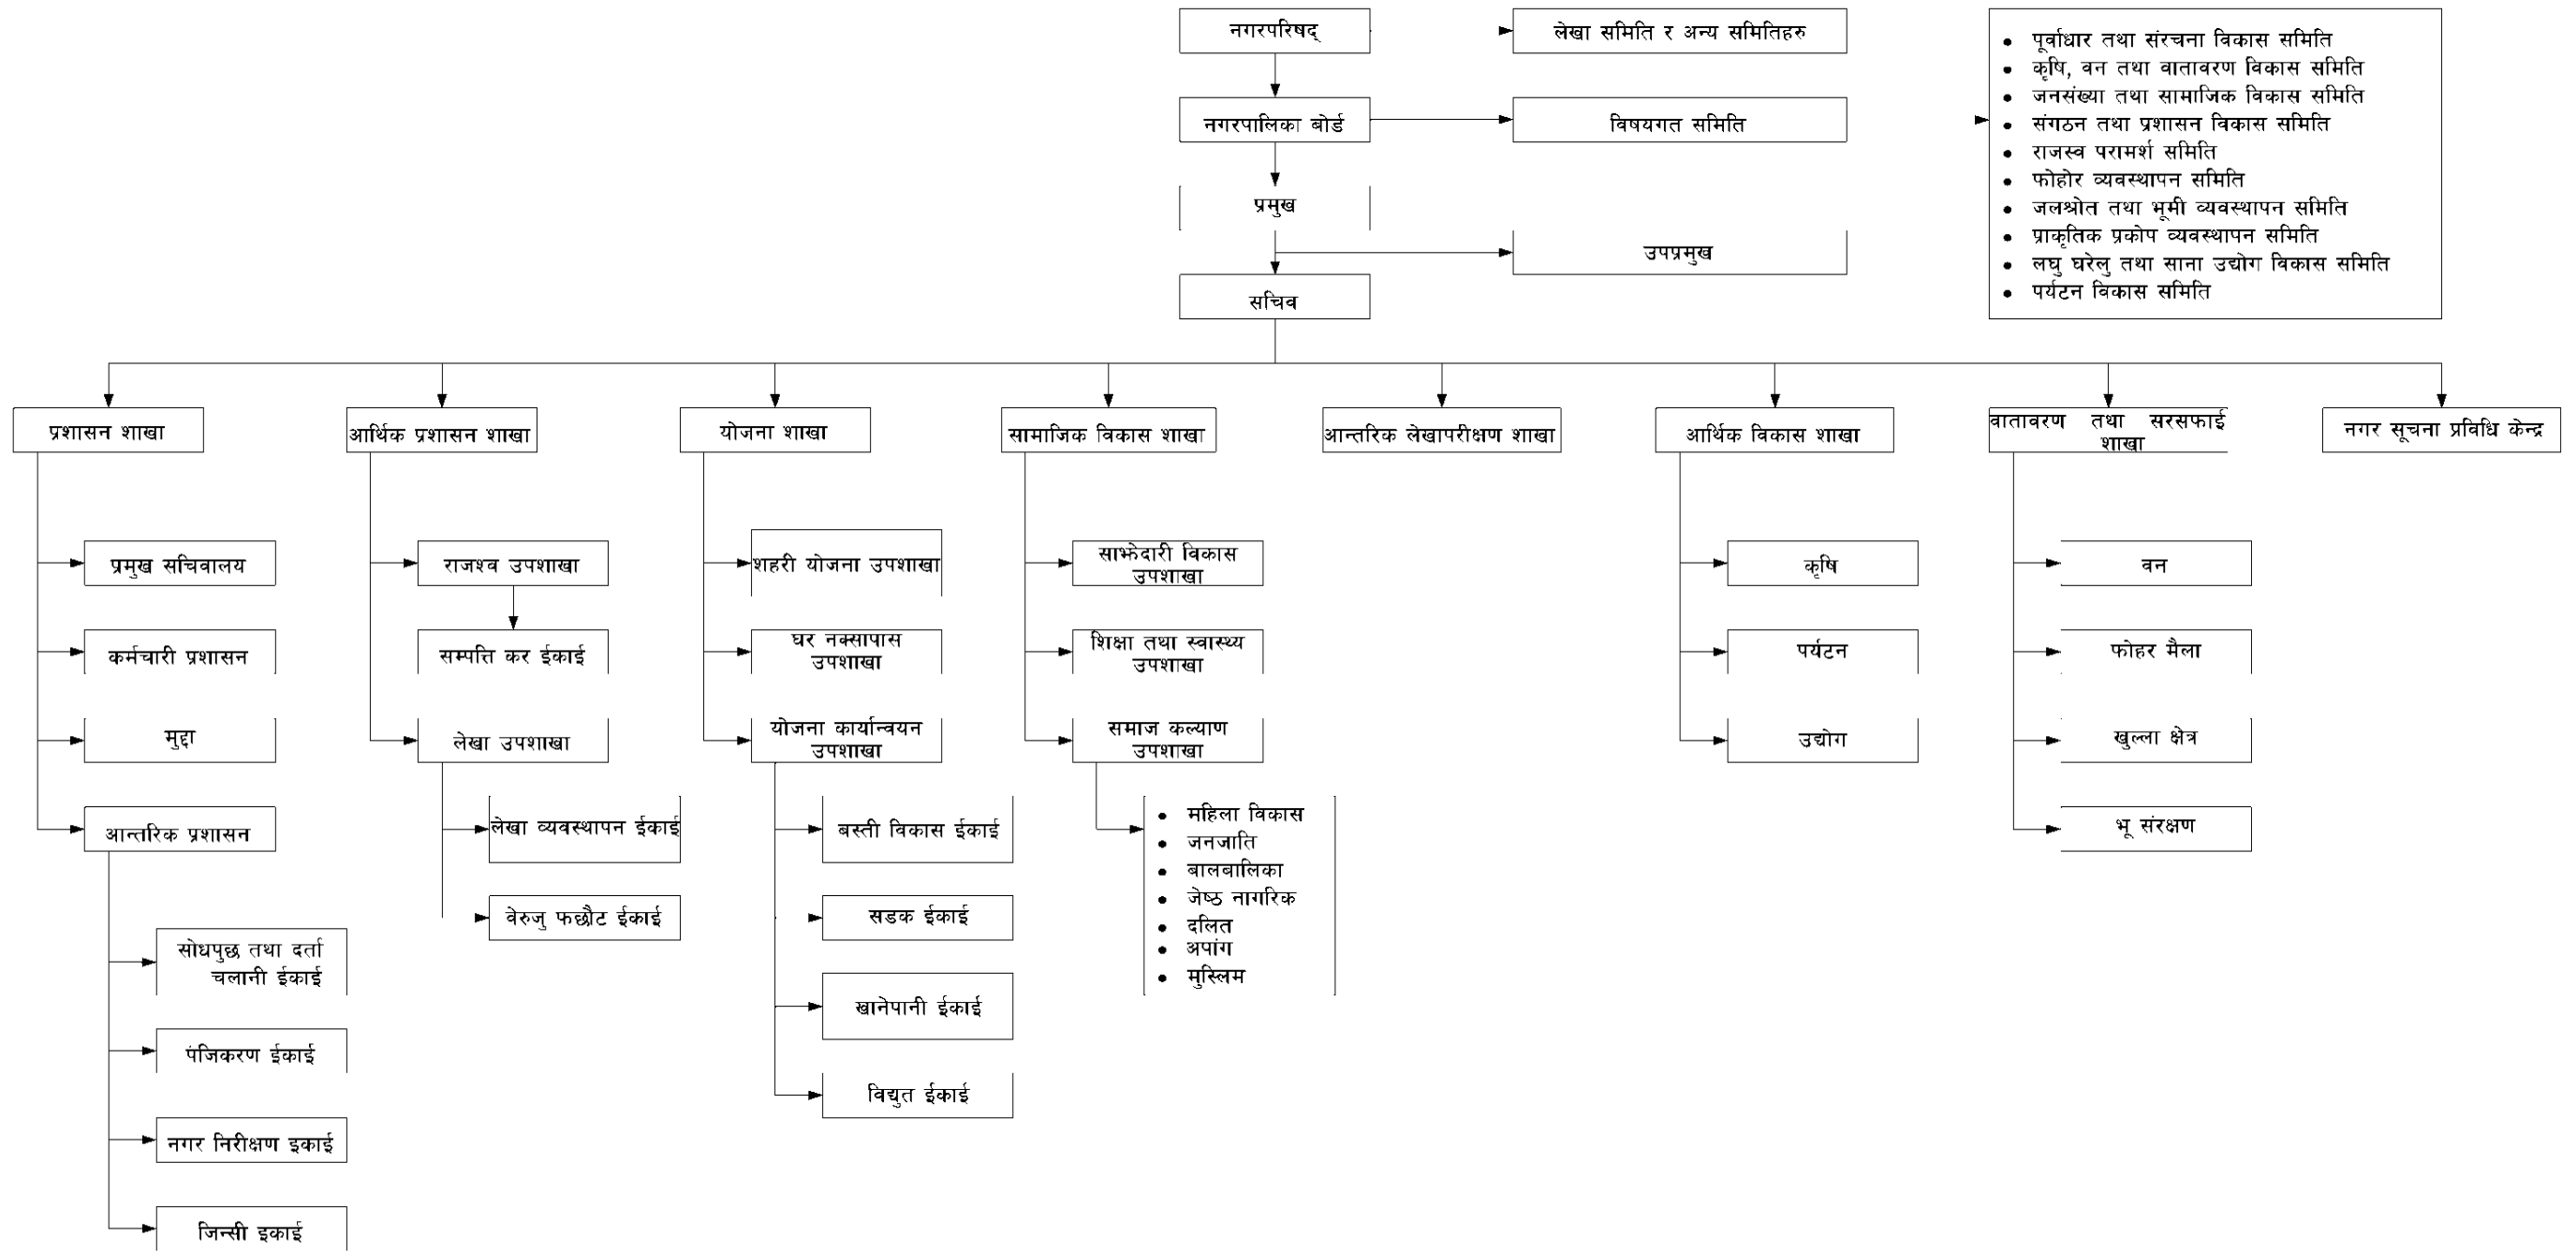 नगरपरिषद्
लेखा समिति र अन्य समितिहरु
नगरपालिका बोर्ड
विषयगत समिति
प्रमुख
उपप्रमुख
सचिव
• पूर्वाधार तथा संरचना विकास समिति
• कृषि, वन तथा वातावरण विकास समिति
• जनसंख्या तथा सामाजिक विकास समिति
• संगठन तथा प्रशासन विकास समिति
• राजस्व परामर्श समिति
• फोहोर व्यवस्थापन समिति
• जलश्रोत तथा भूमी व्यवस्थापन समिति
• प्राकृतिक प्रकोप व्यवस्थापन समिति
• लघु घरेलु तथा साना उद्योग विकास समिति
• पर्यटन विकास समिति
प्रशासन शाखा
आर्थिक प्रशासन शाखा
योजना शाखा
सामाजिक विकास शाखा
आन्तरिक लेखापरीक्षण शाखा
आर्थिक विकास शाखा
वातावरण तथा सरसफाई
शाखा
नगर सूचना प्रविधि केन्द्र
प्रमुख सचिवालय
कर्मचारी प्रशासन
मुद्दा
आन्तरिक प्रशासन
सोधपुछ तथा दर्ता
चलानी ईकाई
पंजिकरण ईकाई
नगर निरीक्षण इकाई
जिन्सी इकाई
राजश्व उपशाखा
सम्पत्ति कर ईकाई
लेखा उपशाखा
लेखा व्यवस्थापन ईकाई
वेरुजु फछौट ईकाई
शहरी योजना उपशाखा
घर नक्सापास
उपशाखा
योजना कार्यान्वयन
उपशाखा
बस्ती विकास ईकाई
सडक ईकाई
खानेपानी ईकाई
विद्युत ईकाई
साझेदारी विकास
उपशाखा
शिक्षा तथा स्वास्थ्य
उपशाखा
समाज कल्याण
उपशाखा
• महिला विकास
• जनजाति
• बालबालिका
• जेष्ठ नागरिक
• दलित
• अपांग
• मुस्लिम
कृषि
पर्यटन
उद्योग
वन
फोहर मैला
खुल्ला क्षेत्र
भू संरक्षण